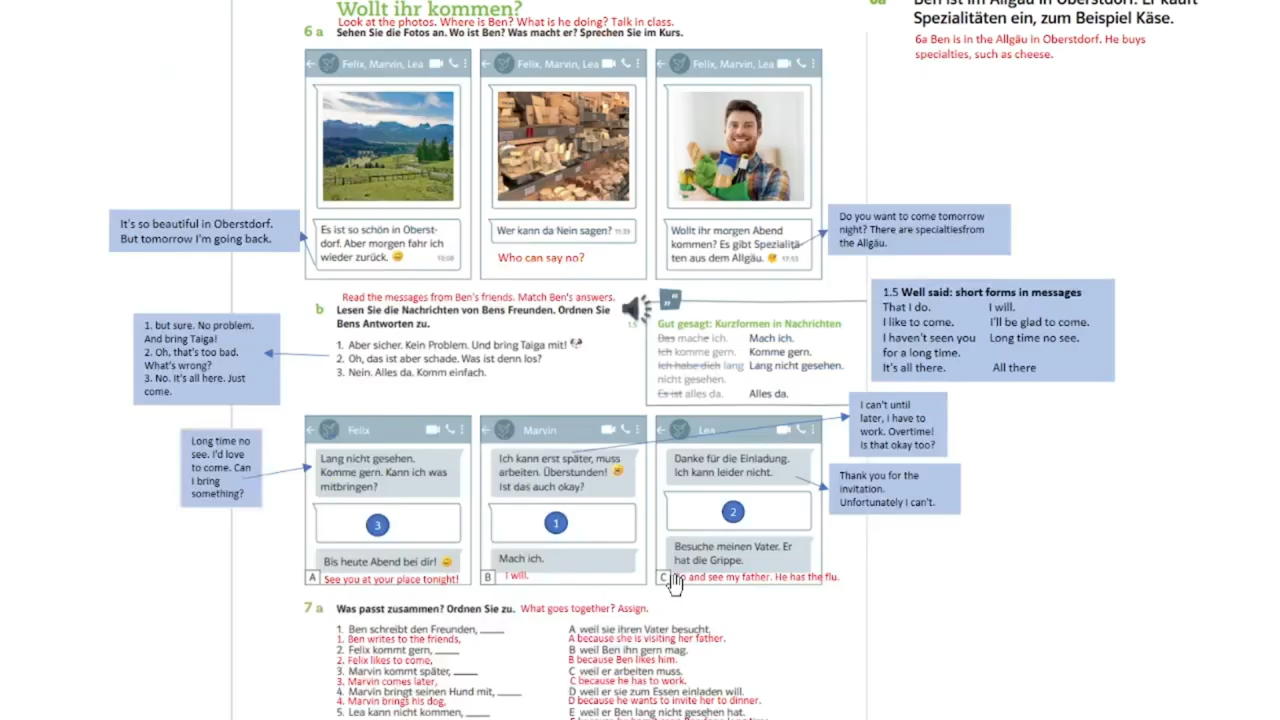 Wollt ihr kommen?
Look at the photos. Where is Ben? What is he doing? Talk in class.
6 a Sehen Sie die Fotos an. Wo ist Ben? Was macht er? Sprechen Sie im Kurs.
6a Ben ist im Allgäu in Oberstdorf. Er kauft
Spezialitäten ein, zum Beispiel Käse.
6a Ben is in the Allgäu in Oberstdorf. He buys
specialties, such as cheese.
Felix, Marvin, Lea
Es ist so schön in Oberst-
dorf. Aber morgen fahr ich
wieder zurück.
It's so beautiful in Oberstdorf.
But tomorrow I'm going back.
Felix, Marvin, Lea
Wer kann da Nein sagen?
Who can say no?
Felix, Marvin, Lea
Wollt ihr morgen Abend
kommen? Es gibt Spezialitä
ten aus dem Allgäu. 17:53
Do you want to come tomorrow
night? There are specialtiesfrom
the Allgäu.
Read the messages from Ben's friends. Match Ben's answers.
b Lesen Sie die Nachrichten von Bens Freunden. Ordnen Sie
Bens Antworten zu.
1.5
1. Aber sicher. Kein Problem. Und bring Taiga mit!
2. Oh, das ist aber schade. Was ist denn los?
3. Nein. Alles da. Komm einfach.
1. but sure. No problem.
And bring Taiga!
2. Oh, that's too bad.
What's wrong?
3. No. It's all here. Just
come.
Gut gesagt: Kurzformen in Nachrichten
Das mache ich. Mach ich.
Ich komme gern. Komme gern.
Ich habe dich lang Lang nicht gesehen.
nicht gesehen.
Es ist alles da. Alles da.
1.5 Well said: short forms in messages
That I do. I will.
I like to come. I'll be glad to come.
I haven't seen you Long time no see.
for a long time.
It's all there. All there
Felix
Lang nicht gesehen.
Komme gern. Kann ich was
mitbringen?
3
Bis heute Abend bei dir!
A See you at your place tonight!
Long time no
see. I'd love
to come. Can
I bring
something?
Marvin
Ich kann erst später, muss
arbeiten. Überstunden!
Ist das auch okay?
1
Mach ich.
B I will.
I can't until
later, i have to
work. Overtime!
Is that okay too?
Lea
Danke für die Einladung.
Ich kann leider nicht.
2
Besuche meinen Vater. Er
hat die Grippe.
C and see my father. He has the flu.
Thank you for the
invitation.
Unfortunately I can't.
7 a Was passt zusammen? Ordnen Sie zu. What goes together? Assign.
1. Ben schreibt den Freunden, ____
1. Ben writes to the friends,
2. Felix kommt gern, ____
2. Felix likes to come,
3. Marvin kommt später, ____
3. Marvin comes later,
4. Marvin bringt seinen Hund mit, ____
4. Marvin brings his dog,
5. Lea kann nicht kommen, ____
A weil sie ihren Vater besucht.
A because she is visiting her father.
B weil Ben ihn gern mag.
B because Ben likes him.
C weil er arbeiten muss.
C because he has to work.
D weil er sie zum Essen einladen will.
D because he wants to invite her to dinner.
E weil er Ben lang nicht gesehen hat.